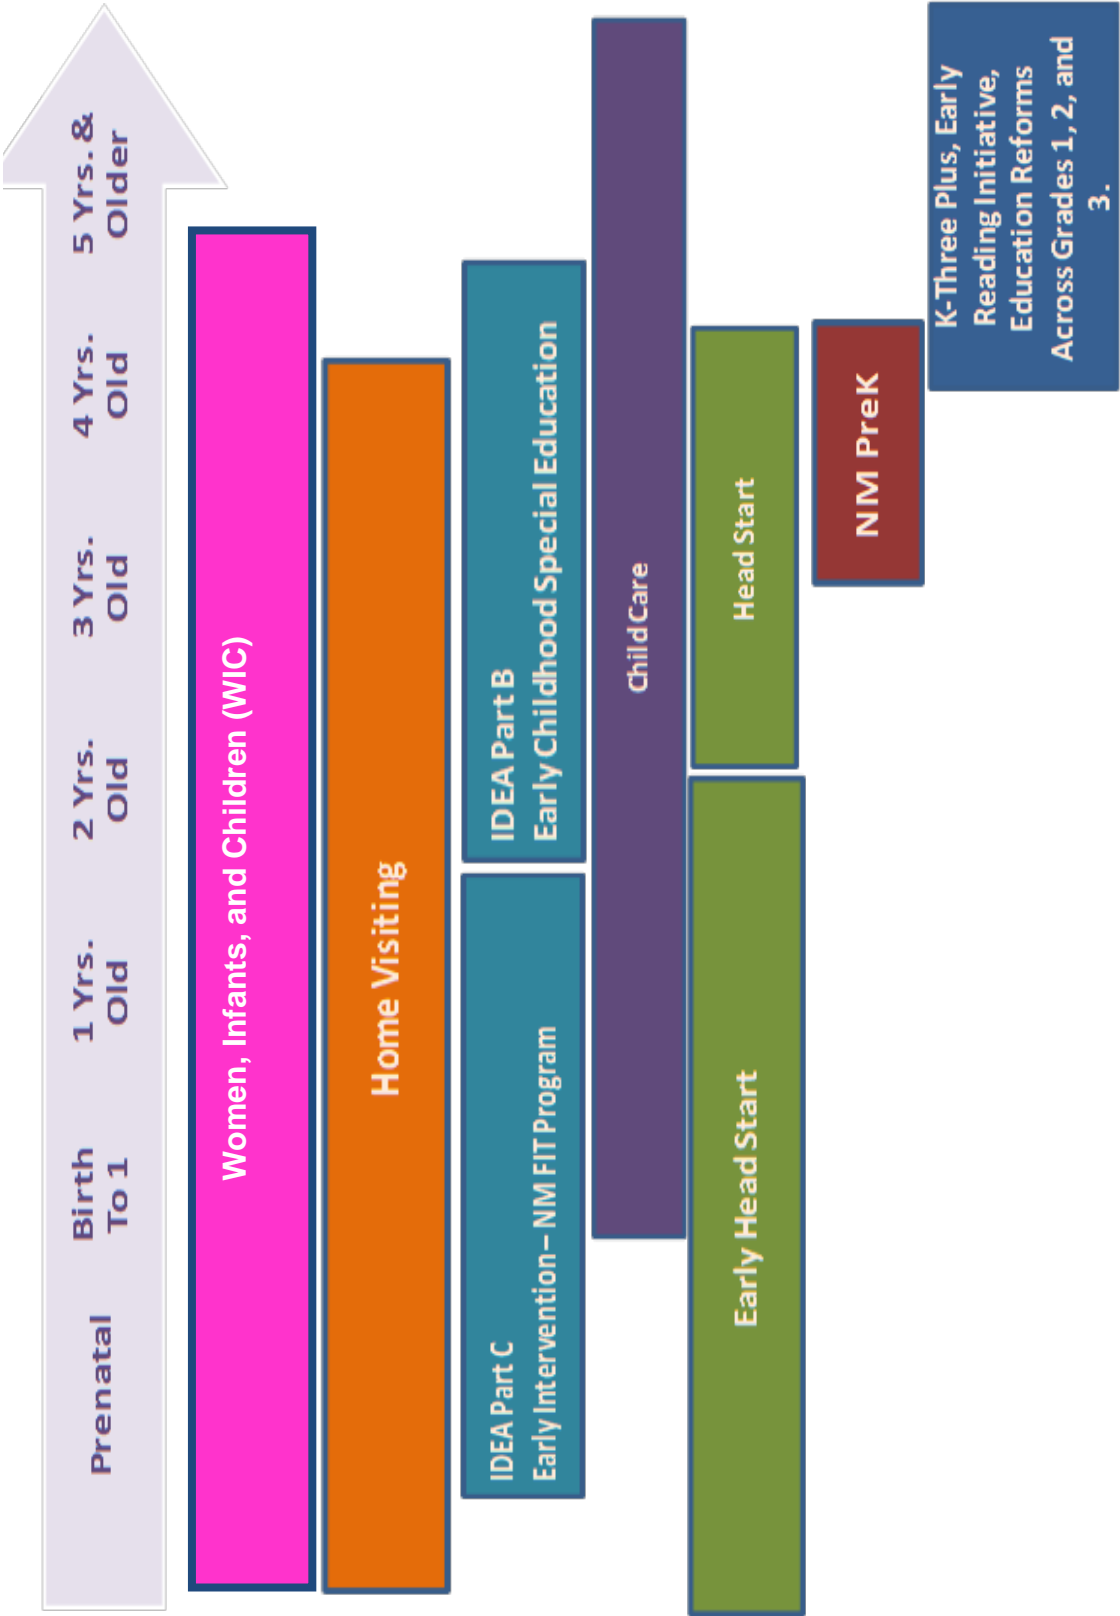 Prenatal
Birth
To 1
1 Yrs.
Old
2 Yrs.
Old
3 Yrs.
Old
4 Yrs.
Old
5 Yrs. &
Older
Women, Infants, and Children (WIC)
Home Visiting
IDEA Part C
Early Intervention– NM FIT Program
IDEA Part B
Early Childhood Special Education
Child Care
Early Head Start
Head Start
NM PreK
K-Three Plus, Early
Reading Initiative,
Education Reforms
Across Grades 1, 2, and
3.